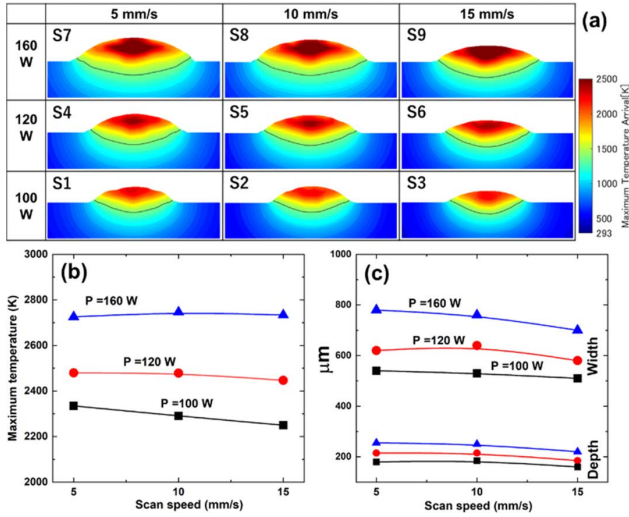 5 mm/s 10 mm/s 15 mm/s
(a)
160 W
S7 S8 S9
120 W
S4 S5 S6
100 W
S1 S2 S3
2500
2000
1500
1000
500
293
Maximum Temperature Arrival[K]
(b)
3000
2800
2600
2400
2200
2000
Maximum temperature (K)
P =160 W
P =120 W
P =100 W
5 10 15
Scan speed (mm/s)
(c)
1000
800
600
400
200
μm
P =160 W
P =120 W
P =100 W
Width
Depth
5 10 15
Scan speed (mm/s)